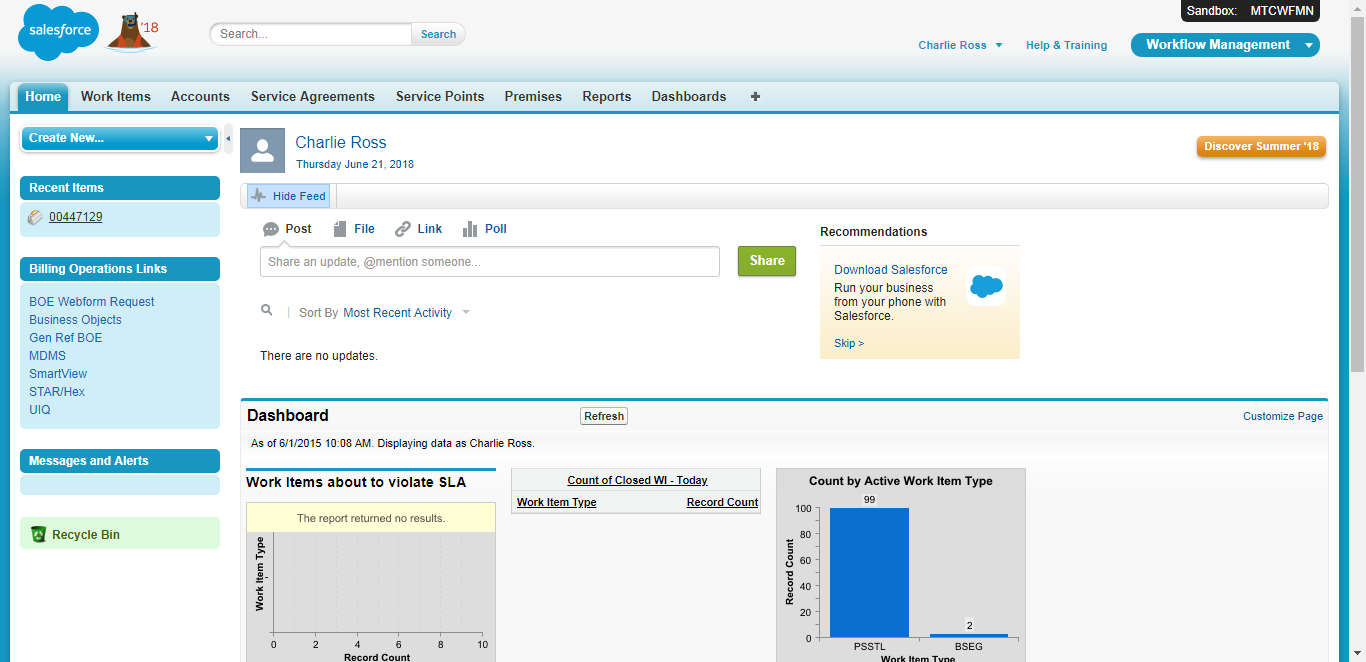 Sandbox: MTCWFMN
salesforce
'18
Search...
Search
Charlie Ross
Help & Training
Workflow Management
Home
Work Items
Accounts
Service Agreements
Service Points
Premises
Reports
Dashboards
+
Create New...
Recent Items
00447129
Billing Operations Links
BOE Webform Request
Business Objects
Gen Ref BOE
MDMS
SmartView
STAR/Hex
UIQ
Messages and Alerts
Recycle Bin
Charlie Ross
Thursday June 21, 2018
Discover Summer '18
Hide Feed
Post
File
Link
Poll
Share an update, @mention someone...
Share
Sort By Most Recent Activity
There are no updates.
Recommendations
Download Salesforce
Run your business
from your phone with
Salesforce.
Skip >
Dashboard
Refresh
Customize Page
As of 6/1/2015 10:08 AM. Displaying data as Charlie Ross.
Work Items about to violate SLA
The report returned no results.
Work Item Type
-
0 2 4 6 8 10
Record Count
Count of Closed WI - Today
Work Item Type Record Count
Count by Active Work Item Type
99
100
80
60
40
20
0
Record Count
2
PSSTL BSEG
Work Item Type